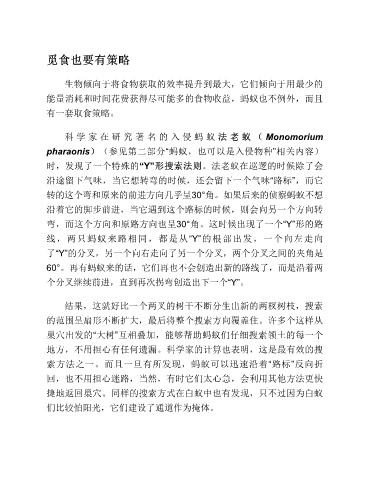 觅食也要有策略
生物倾向于将食物获取的效率提升到最大，它们倾向于用最少的
能量消耗和时间花费获得尽可能多的食物收益，蚂蚁也不例外，而且
有一套取食策略。
科学家在研究著名的入侵蚂蚁法老蚁（Monomorium
pharaonis）（参见第二部分“蚂蚁，也可以是入侵物种”相关内容）
时，发现了一个特殊的“Y”形搜索法则。法老蚁在巡逻的时候除了会
沿途留下气味，当它想转弯的时候，还会留下一个气味“路标”，而它
转的这个弯和原来的前进方向几乎呈30°角。如果后来的侦察蚂蚁不想
沿着它的脚步前进，当它遇到这个路标的时候，则会向另一个方向转
弯，而这个方向和原路方向也呈30°角。这时候出现了一个“Y”形的路
线，两只蚂蚁来路相同，都是从“Y”的根部出发，一个向左走向
了“Y”的分叉，另一个向右走向了另一个分叉，两个分叉之间的夹角是
60°。再有蚂蚁来的话，它们再也不会创造出新的路线了，而是沿着两
个分叉继续前进，直到再次拐弯创造出下一个“Y”。
结果，这就好比一个两叉的树干不断分生出新的两杈树枝，搜索
的范围呈扇形不断扩大，最后将整个搜索方向覆盖住。许多个这样从
巢穴出发的“大树”互相叠加，能够帮助蚂蚁们仔细搜索领土的每一个
地方，不用担心有任何遗漏。科学家的计算也表明，这是最有效的搜
索方法之一。而且一旦有所发现，蚂蚁可以迅速沿着“路标”反向折
回，也不用担心迷路，当然，有时它们太心急，会利用其他方法更快
捷地返回巢穴。同样的搜索方式在白蚁中也有发现，只不过因为白蚁
们比较怕阳光，它们建设了通道作为掩体。